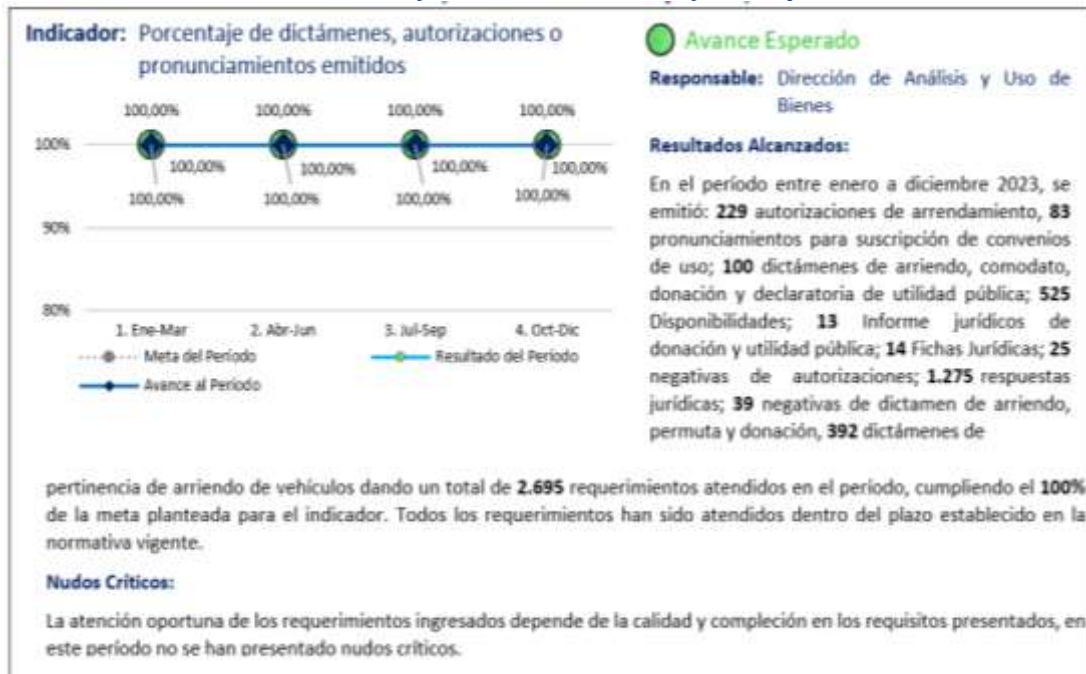 Indicador: Porcentaje de dictámenes, autorizaciones o
pronunciamientos emitidos
100,00% 100,00% 100,00% 100,00%
100%
100,00% 100,00% 100,00% 100,00%
100,00% 100,00% 100,00% 100,00%
90%
80%
1. Ene-Mar 2. Abr-Jun 3. Jul-Sep 4. Oct-Dic
Meta del Período Resultado del Período
Avance al Período
Avance Esperado
Responsable: Dirección de Análisis y Uso de
Bienes
Resultados Alcanzados:
En el período entre enero a diciembre 2023, se
emitió: 229 autorizaciones de arrendamiento, 83
pronunciamientos para suscripción de convenios
de uso; 100 dictámenes de arriendo, comodato,
donación y declaratoria de utilidad pública; 525
Disponibilidades; 13 Informe jurídicos de
donación y utilidad pública; 14 Fichas Jurídicas; 25
negativas de autorizaciones; 1.275 respuestas
jurídicas; 39 negativas de dictamen de arriendo,
permuta y donación, 392 dictámenes de
pertinencia de arriendo de vehículos dando un total de 2.695 requerimientos atendidos en el período, cumpliendo el 100%
de la meta planteada para el indicador. Todos los requerimientos han sido atendidos dentro del plazo establecido en la
normativa vigente.
Nudos Críticos:
La atención oportuna de los requerimientos ingresados depende de la calidad y compleción en los requisitos presentados, en
este período no se han presentado nudos críticos.